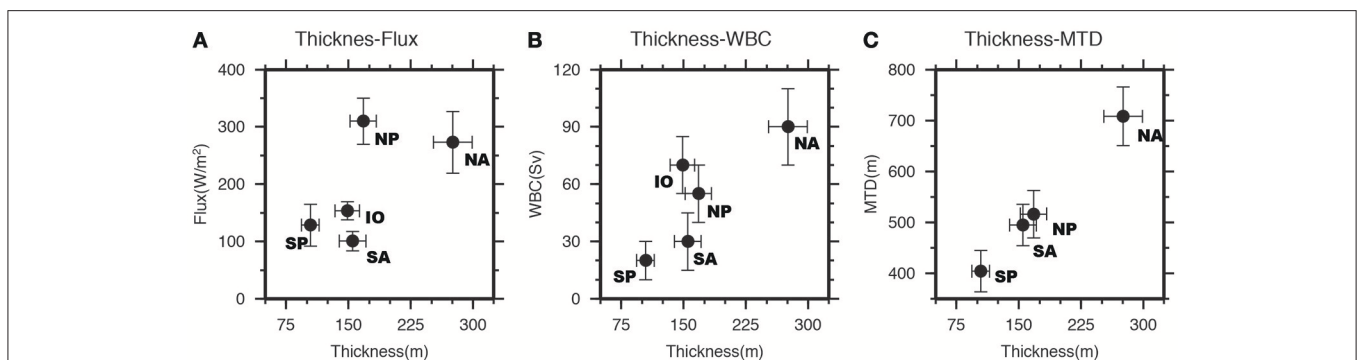 A Thicknes-Flux
400
300
200
100
0
Flux(W/m²)
NP
NA
IO
SP
SA
75 150 225 300
Thickness(m)
B Thickness-WBC
120
90
60
30
0
WBC(Sv)
NA
IO
NP
SA
SP
75 150 225 300
Thickness(m)
C Thickness-MTD
800
700
600
500
400
MTD(m)
NA
NP
SA
SP
75 150 225 300
Thickness(m)